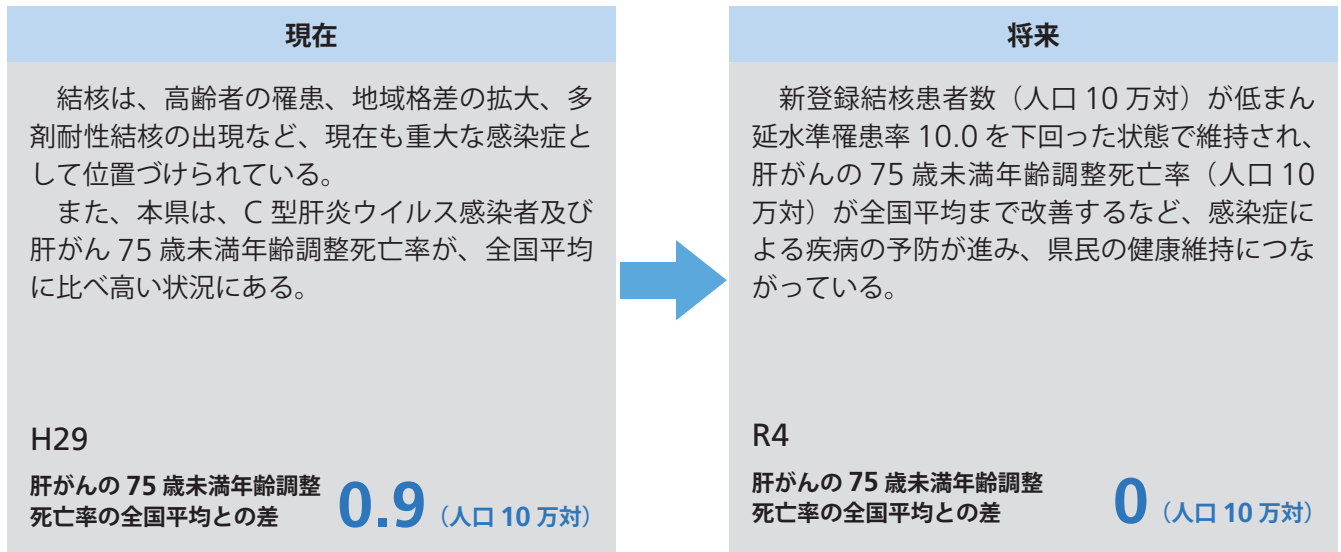 現在
　結核は、高齢者の罹患、地域格差の拡大、多
剤耐性結核の出現など、現在も重大な感染症と
して位置づけられている。
　また、本県は、C 型肝炎ウイルス感染者及び
肝がん 75 歳未満年齢調整死亡率が、全国平均
に比べ高い状況にある。
H29
肝がんの 75 歳未満年齢調整
死亡率の全国平均との差 0.9（人口 10 万対）
将来
　新登録結核患者数（人口 10 万対）が低まん
延水準罹患率 10.0 を下回った状態で維持され、
肝がんの 75 歳未満年齢調整死亡率（人口 10
万対）が全国平均まで改善するなど、感染症に
よる疾病の予防が進み、県民の健康維持につな
がっている。
R4
肝がんの 75 歳未満年齢調整
死亡率の全国平均との差 0（人口 10 万対）